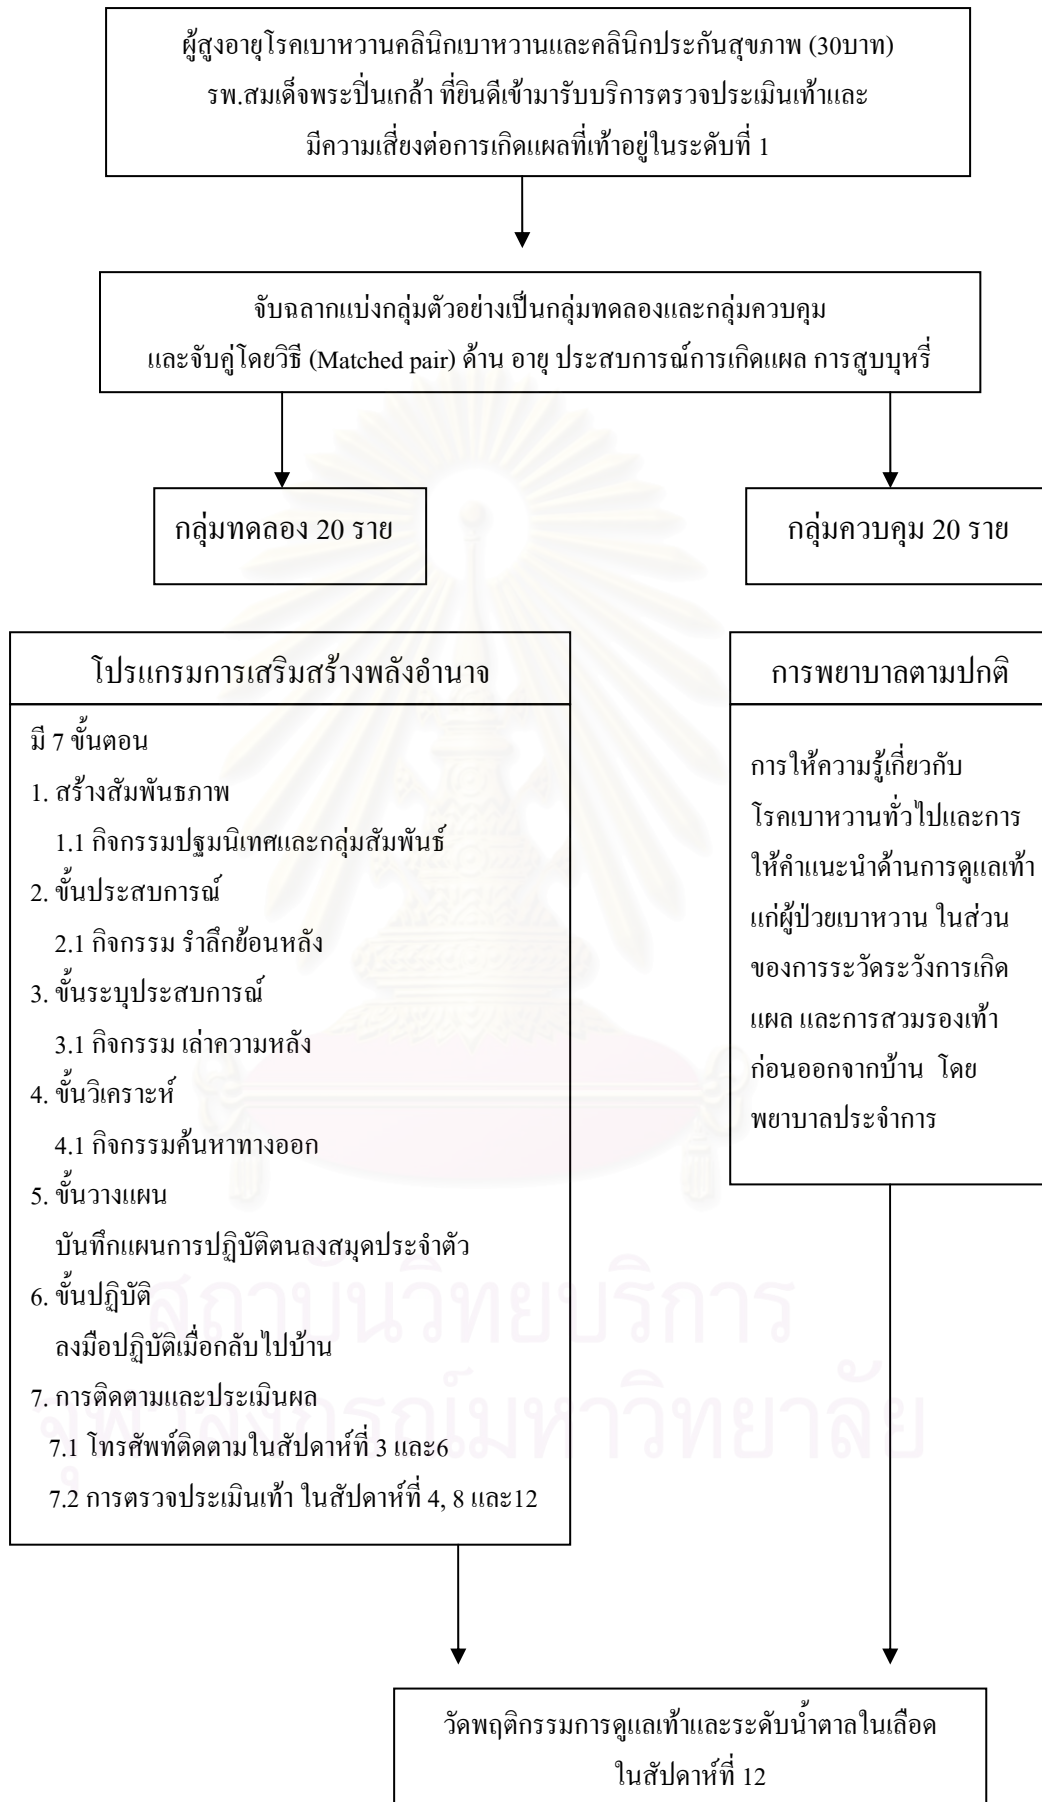 ผู้สูงอายุโรคเบาหวานคลินิกเบาหวานและคลินิกประกันสุขภาพ (30บาท)
รพ.สมเด็จพระปิ่นเกล้า ที่ยินดีเข้ามารับบริการตรวจประเมินเท้าและ
มีความเสี่ยงต่อการเกิดแผลที่เท้าอยู่ในระดับที่ 1
จับฉลากแบ่งกลุ่มตัวอย่างเป็นกลุ่มทดลองและกลุ่มควบคุม
และจับคู่โดยวิธี (Matched pair) ด้าน อายุ ประสบการณ์การเกิดแผล การสูบบุหรี่
กลุ่มทดลอง 20 ราย
กลุ่มควบคุม 20 ราย
โปรแกรมการเสริมสร้างพลังอำนาจ
มี 7 ขั้นตอน
1. สร้างสัมพันธภาพ
1.1 กิจกรรมปฐมนิเทศและกลุ่มสัมพันธ์
2. ขั้นประสบการณ์
2.1 กิจกรรม รำลึกย้อนหลัง
3. ขั้นระบุประสบการณ์
3.1 กิจกรรม เล่าความหลัง
4. ขั้นวิเคราะห์
4.1 กิจกรรมค้นหาทางออก
5. ขั้นวางแผน
บันทึกแผนการปฏิบัติตนลงสมุดประจำตัว
6. ขั้นปฏิบัติ
ลงมือปฏิบัติเมื่อกลับไปบ้าน
7. การติดตามและประเมินผล
7.1 โทรศัพท์ติดตามในสัปดาห์ที่ 3 และ6
7.2 การตรวจประเมินเท้า ในสัปดาห์ที่ 4, 8 และ12
การพยาบาลตามปกติ
การให้ความรู้เกี่ยวกับ
โรคเบาหวานทั่วไปและการ
ให้คำแนะนำด้านการดูแลเท้า
แก่ผู้ป่วยเบาหวาน ในส่วน
ของการระวัดระวังการเกิด
แผล และการสวมรองเท้า
ก่อนออกจากบ้าน โดย
พยาบาลประจำการ
สถาบันวิทยบริการ
จุฬาลงกรณ์มหาวิทยาลัย
วัดพฤติกรรมการดูแลเท้าและระดับน้ำตาลในเลือด
ในสัปดาห์ที่ 12